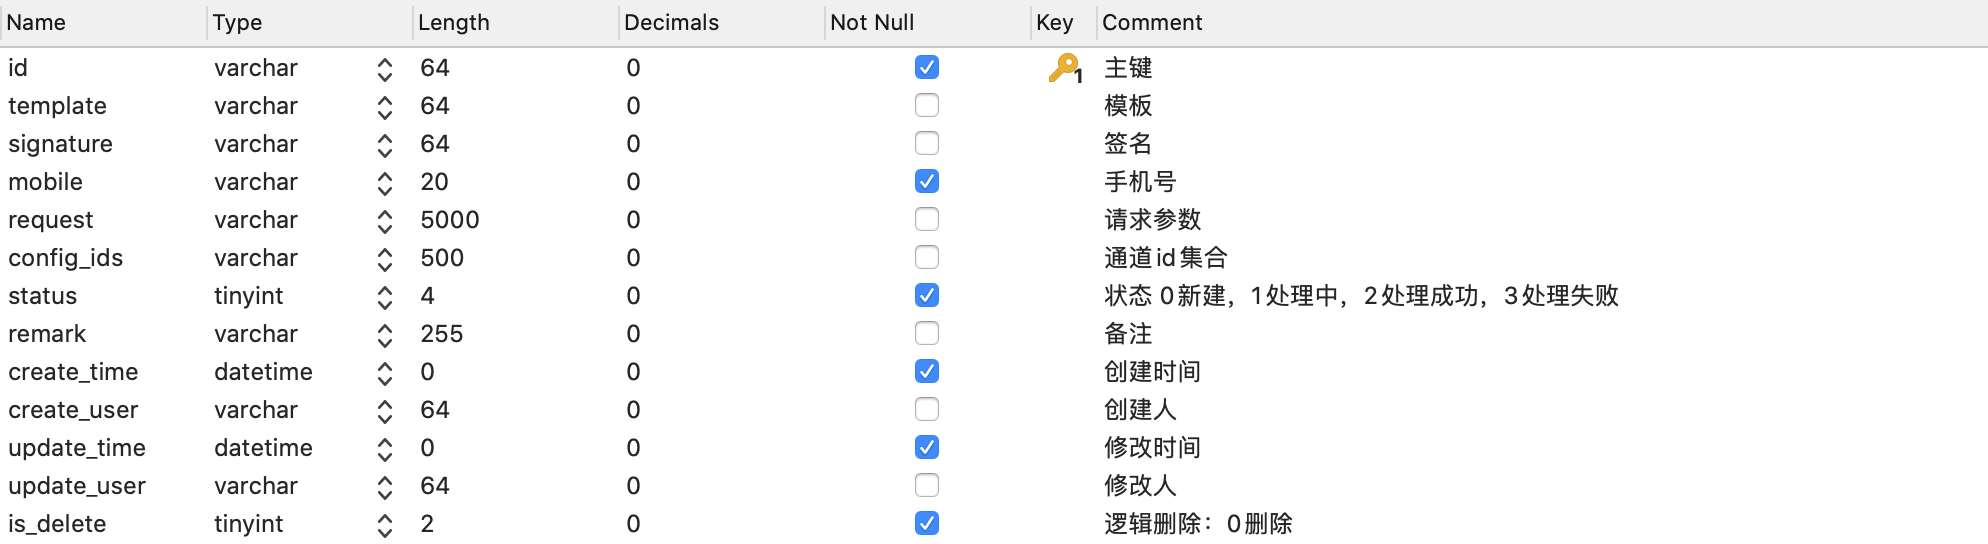 Name Type Length Decimals Not Null Key Comment
id varchar 64 0 1 主键
template varchar 64 0 模板
signature varchar 64 0 签名
mobile varchar 20 0 手机号
request varchar 5000 0 请求参数
config_ids varchar 500 0 通道id集合
status tinyint 4 0 状态 0新建，1处理中，2处理成功，3处理失败
remark varchar 255 0 备注
create_time datetime 0 0 创建时间
create_user varchar 64 0 创建人
update_time datetime 0 0 修改时间
update_user varchar 64 0 修改人
is_delete tinyint 2 0 逻辑删除：0删除